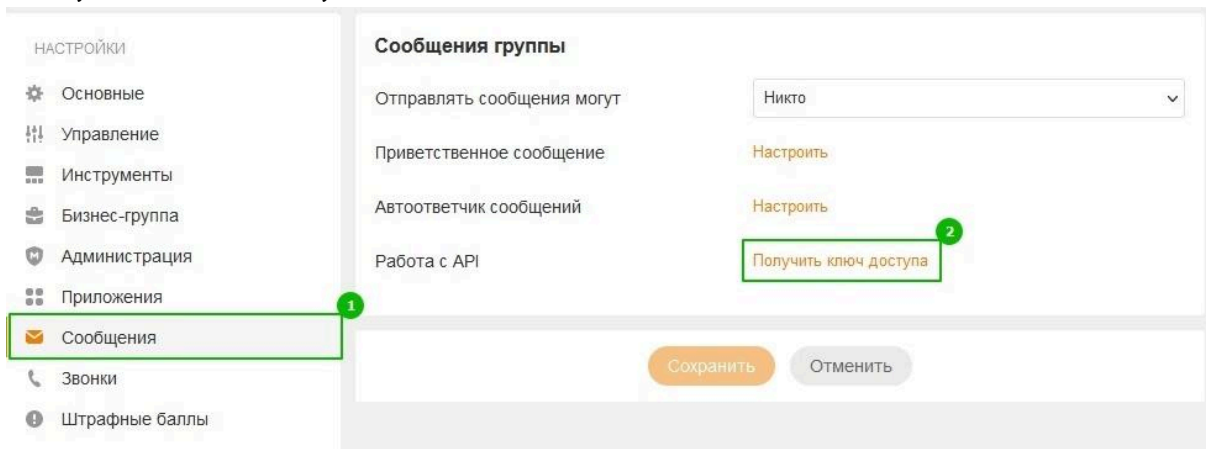 НАСТРОЙКИ
Основные
Управление
Инструменты
Бизнес-группа
Администрация
Приложения
1
Сообщения
Звонки
Штрафные баллы
Сообщения группы
Отправлять сообщения могут Никто
Приветственное сообщение Настроить
Автоответчик сообщений Настроить
2
Работа с API Получить ключ доступа
Сохранить Отменить